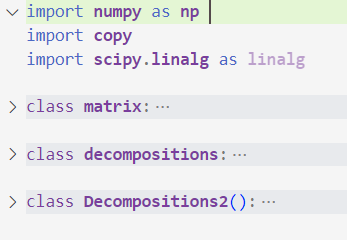 import numpy as np
import copy
import scipy.linalg as linalg
class matrix:···
class decompositions:···
class Decompositions2():···